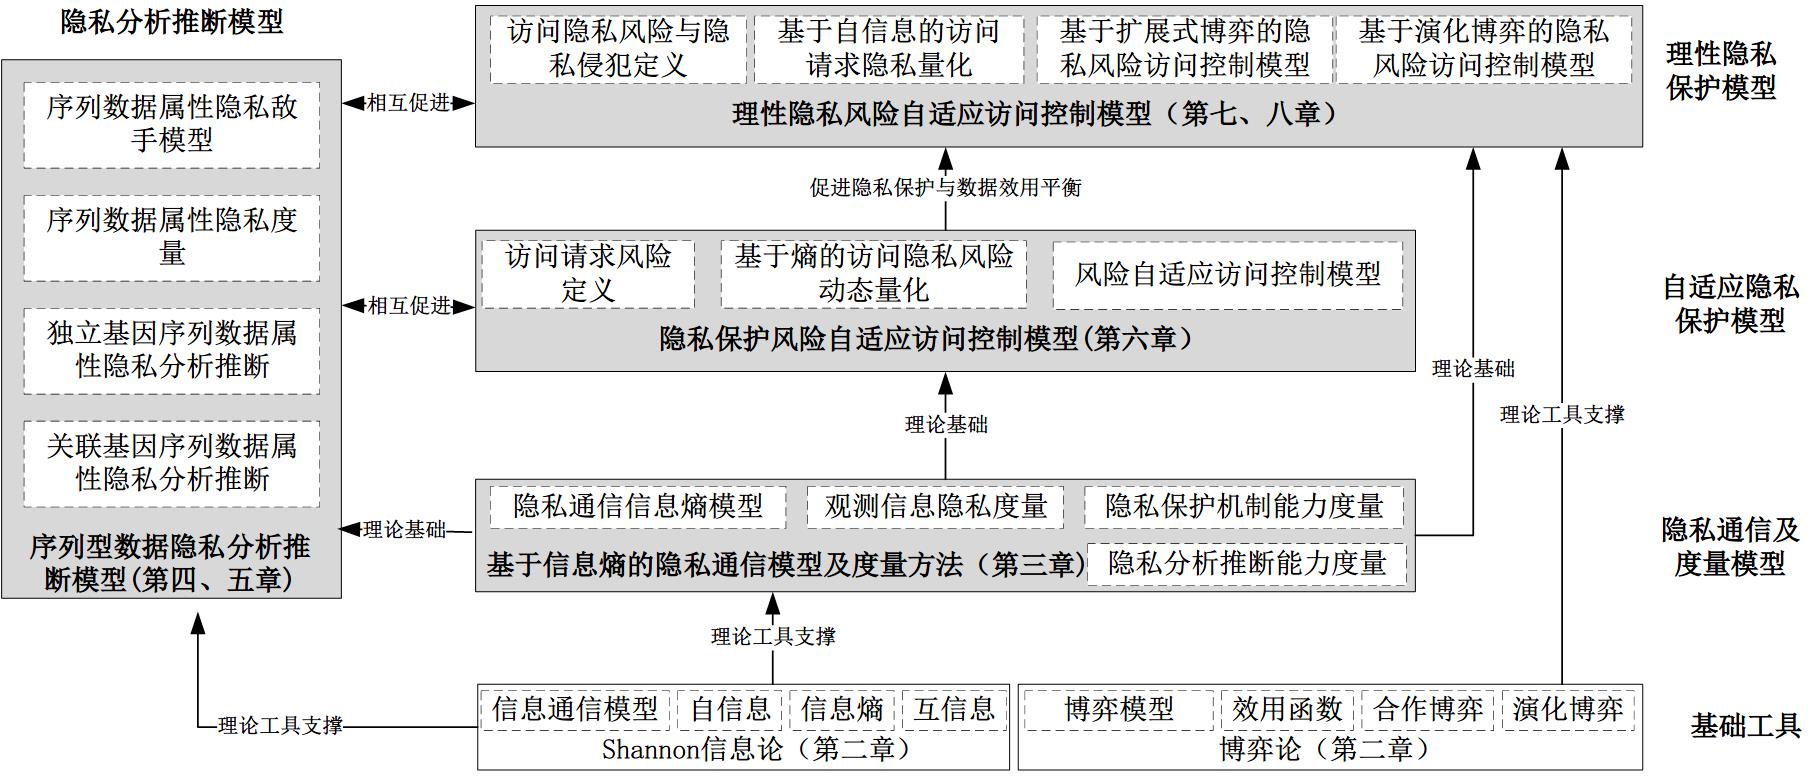 隐私分析推断模型
序列数据属性隐私敌
手模型
序列数据属性隐私度
量
独立基因序列数据属
性隐私分析推断
关联基因序列数据属
性隐私分析推断
序列型数据隐私分析推
断模型(第四、五章)
相互促进
相互促进
理论基础
理论工具支撑
访问隐私风险与隐
私侵犯定义
基于自信息的访问
请求隐私量化
基于扩展式博弈的隐
私风险访问控制模型
基于演化博弈的隐私
风险访问控制模型
理性隐私风险自适应访问控制模型（第七、八章）
理性隐私
保护模型
促进隐私保护与数据效用平衡
访问请求风险
定义
基于熵的访问隐私风险
动态量化
风险自适应访问控制模型
隐私保护风险自适应访问控制模型(第六章）
自适应隐私
保护模型
理论基础
理论基础
理论工具支撑
隐私通信信息熵模型
观测信息隐私度量
隐私保护机制能力度量
基于信息熵的隐私通信模型及度量方法（第三章)
隐私分析推断能力度量
隐私通信及
度量模型
理论工具支撑
信息通信模型
自信息
信息熵
互信息
Shannon信息论（第二章）
博弈模型
效用函数
合作博弈
演化博弈
博弈论（第二章）
基础工具